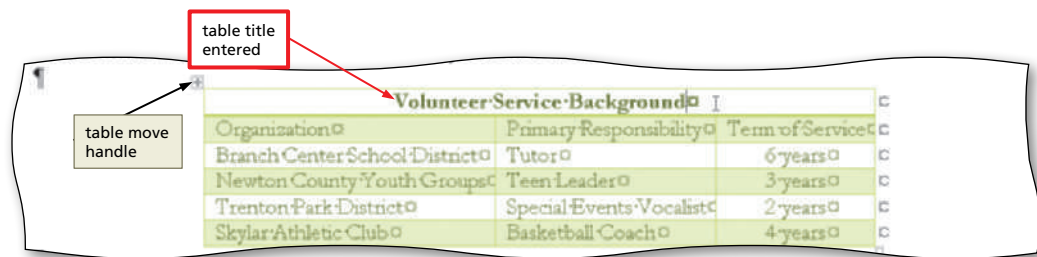 table title
entered
¶
table move
handle
Volunteer·Service·Background¤
Organization¤ Primary·Responsibility¤ Term·of·Service¤
Branch·Center·School·District¤ Tutor¤ 6·years¤
Newton·County·Youth·Groups¤ Teen·Leader¤ 3·years¤
Trenton·Park·District¤ Special·Events·Vocalist¤ 2·years¤
Skylar·Athletic·Club¤ Basketball·Coach¤ 4·years¤